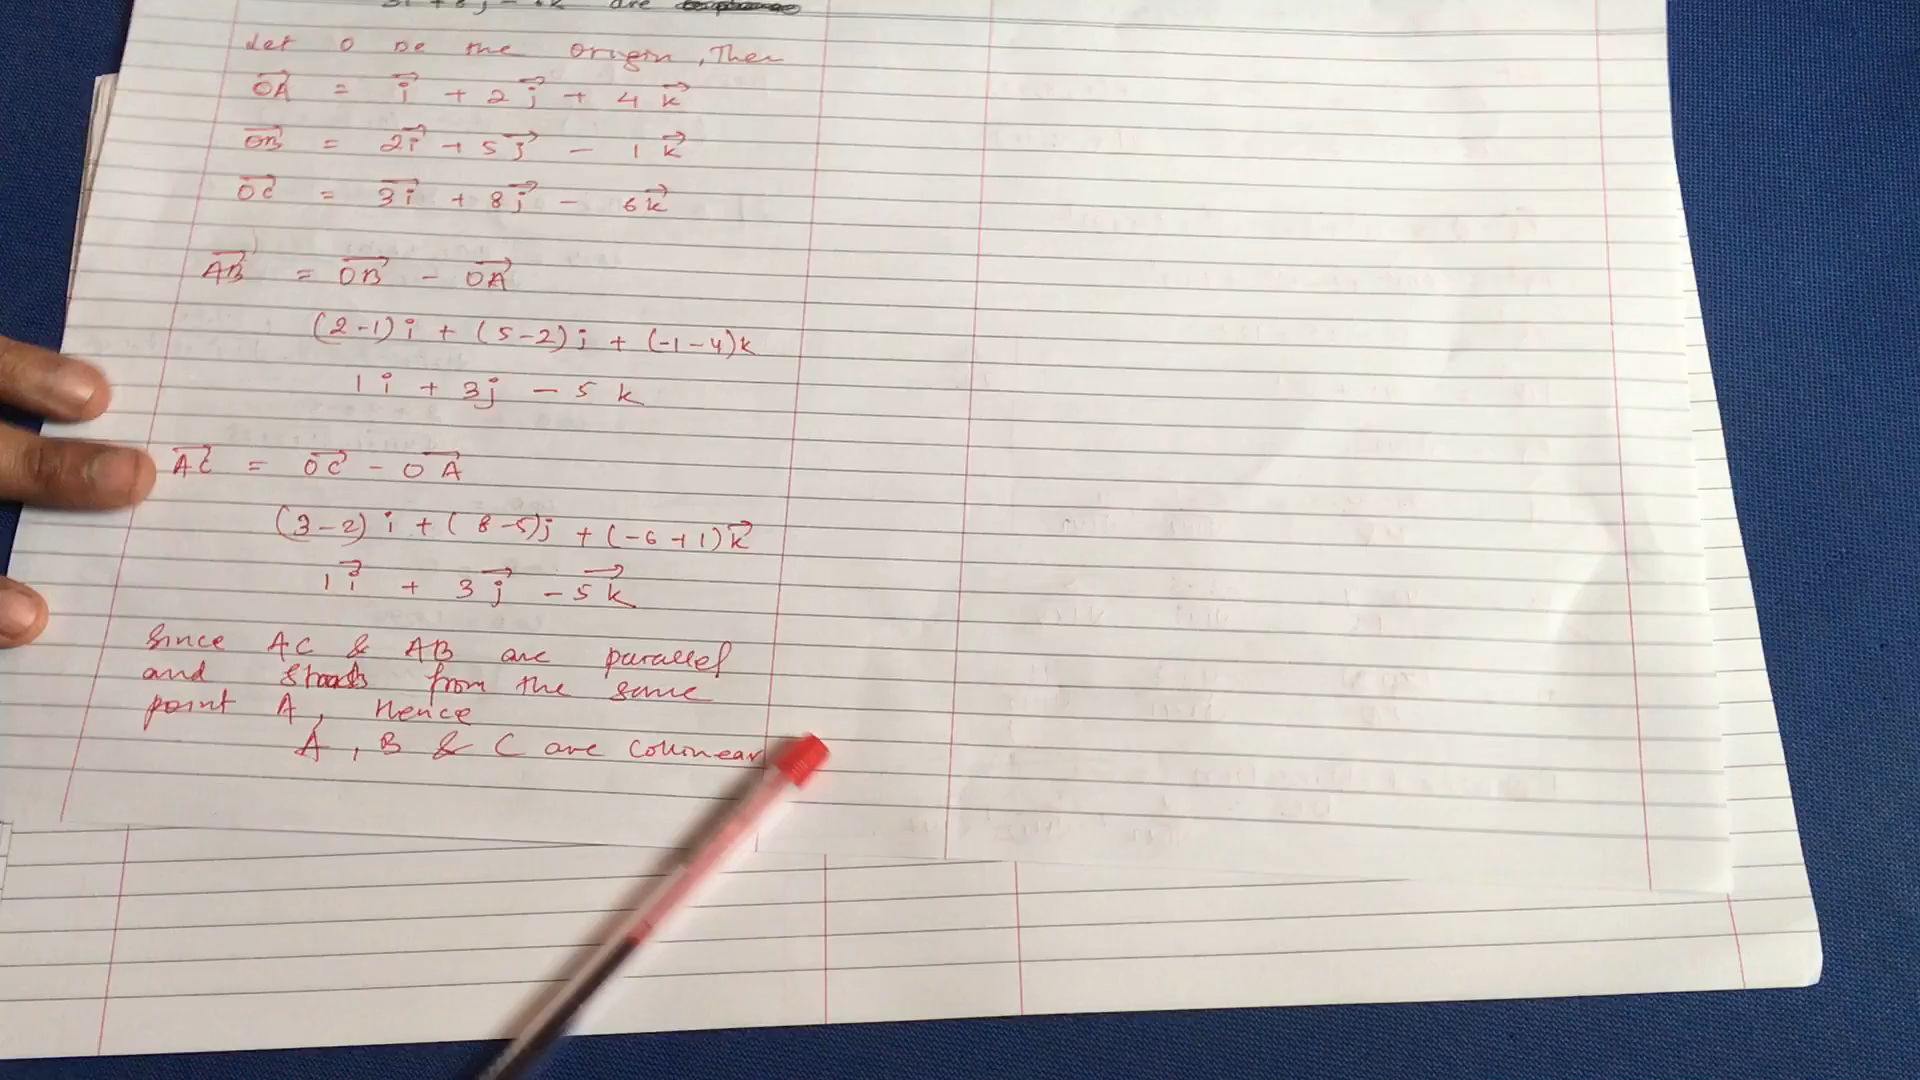 are
Let O be the origin, Then
OA⃗ = i⃗ + 2j⃗ + 4k⃗
OB⃗ = 2i⃗ + 5j⃗ - 1k⃗
OC⃗ = 3i⃗ + 8j⃗ - 6k⃗
AB⃗ = OB⃗ - OA⃗
(2-1)i + (5-2)j + (-1-4)k
1i + 3j - 5k
AC⃗ = OC⃗ - OA⃗
(3-2)i + (8-5)j + (-6+1)k⃗
1i⃗ + 3j⃗ - 5k⃗
Since AC & AB are parallel
and from the same
point A, Hence
A, B & C are collinear